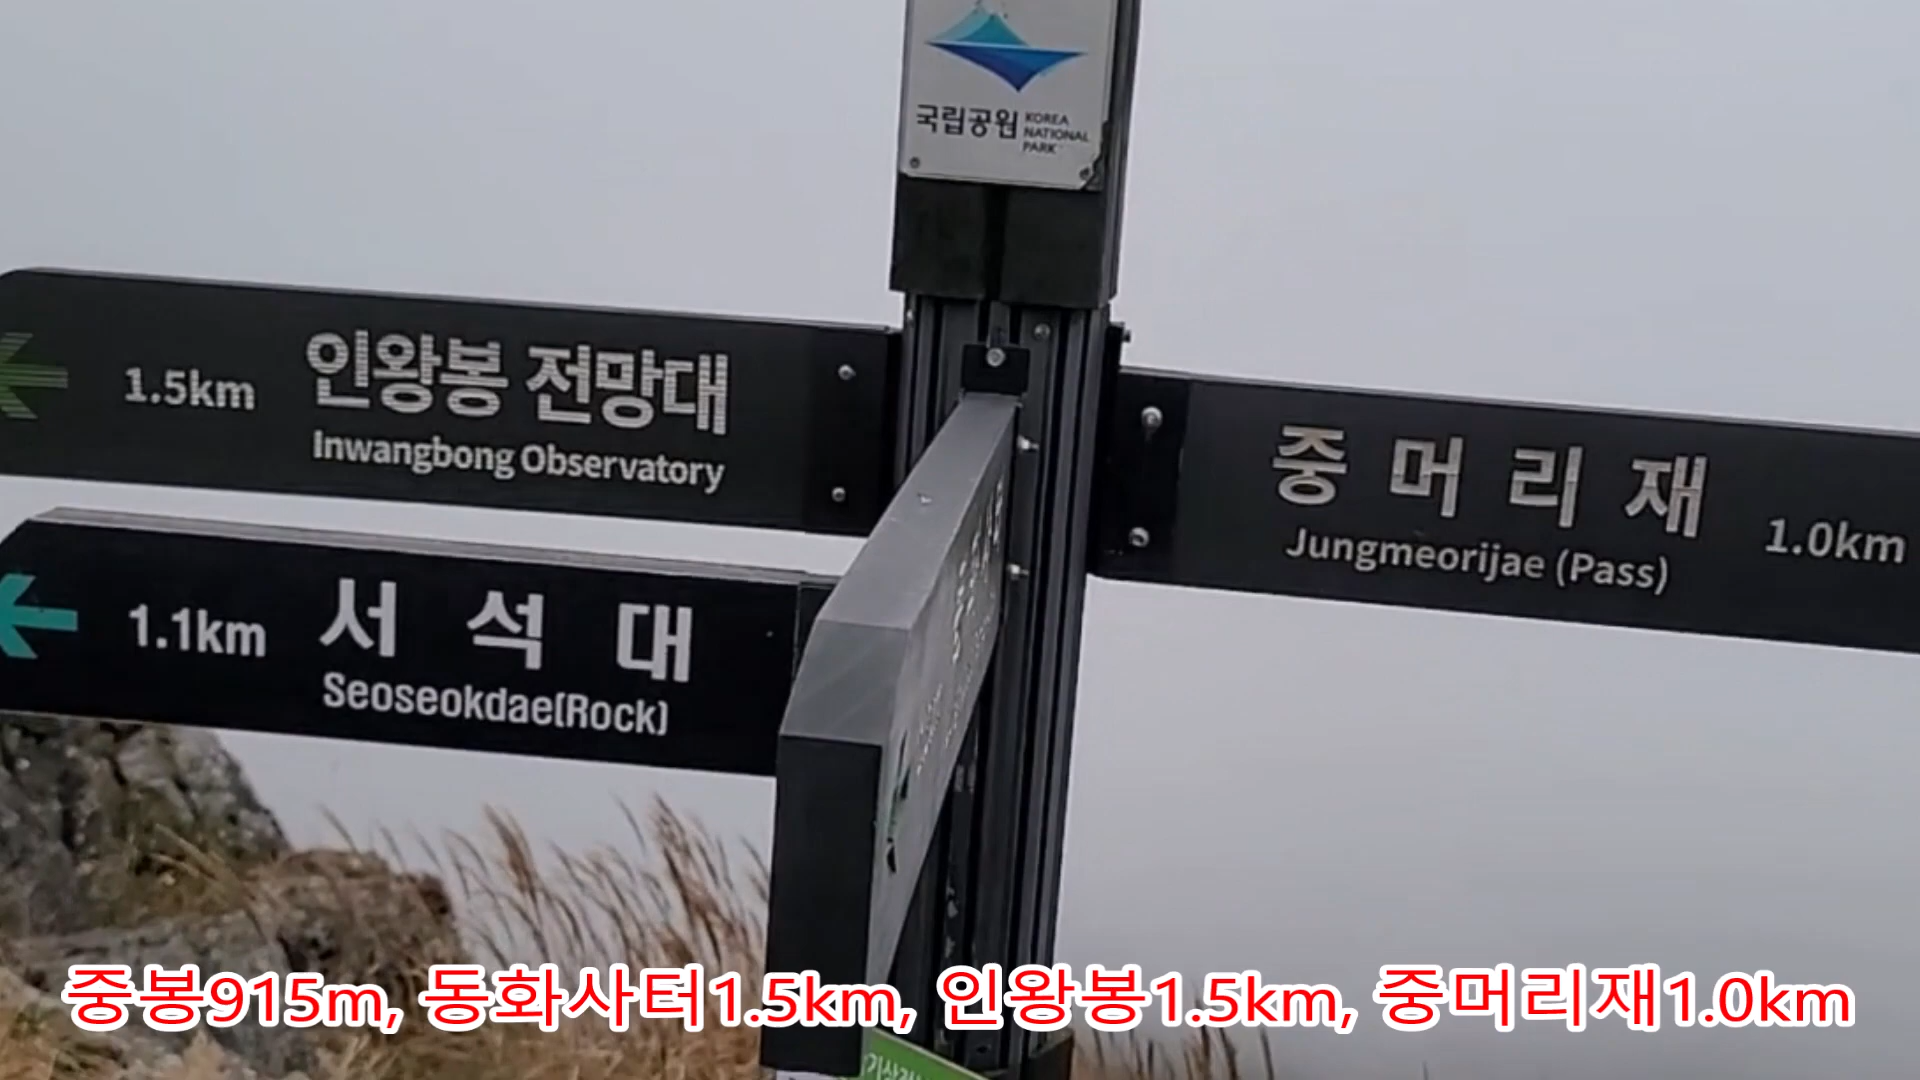 국립공원
KOREA
NATIONAL
PARK
1.5km 인왕봉 전망대
Inwangbong Observatory
1.1km 서석대
Seoseokdae(Rock)
중머리재 1.0km
Jungmeorijae (Pass)
중봉915m, 동화사터1.5km, 인왕봉1.5km, 중머리재1.0km